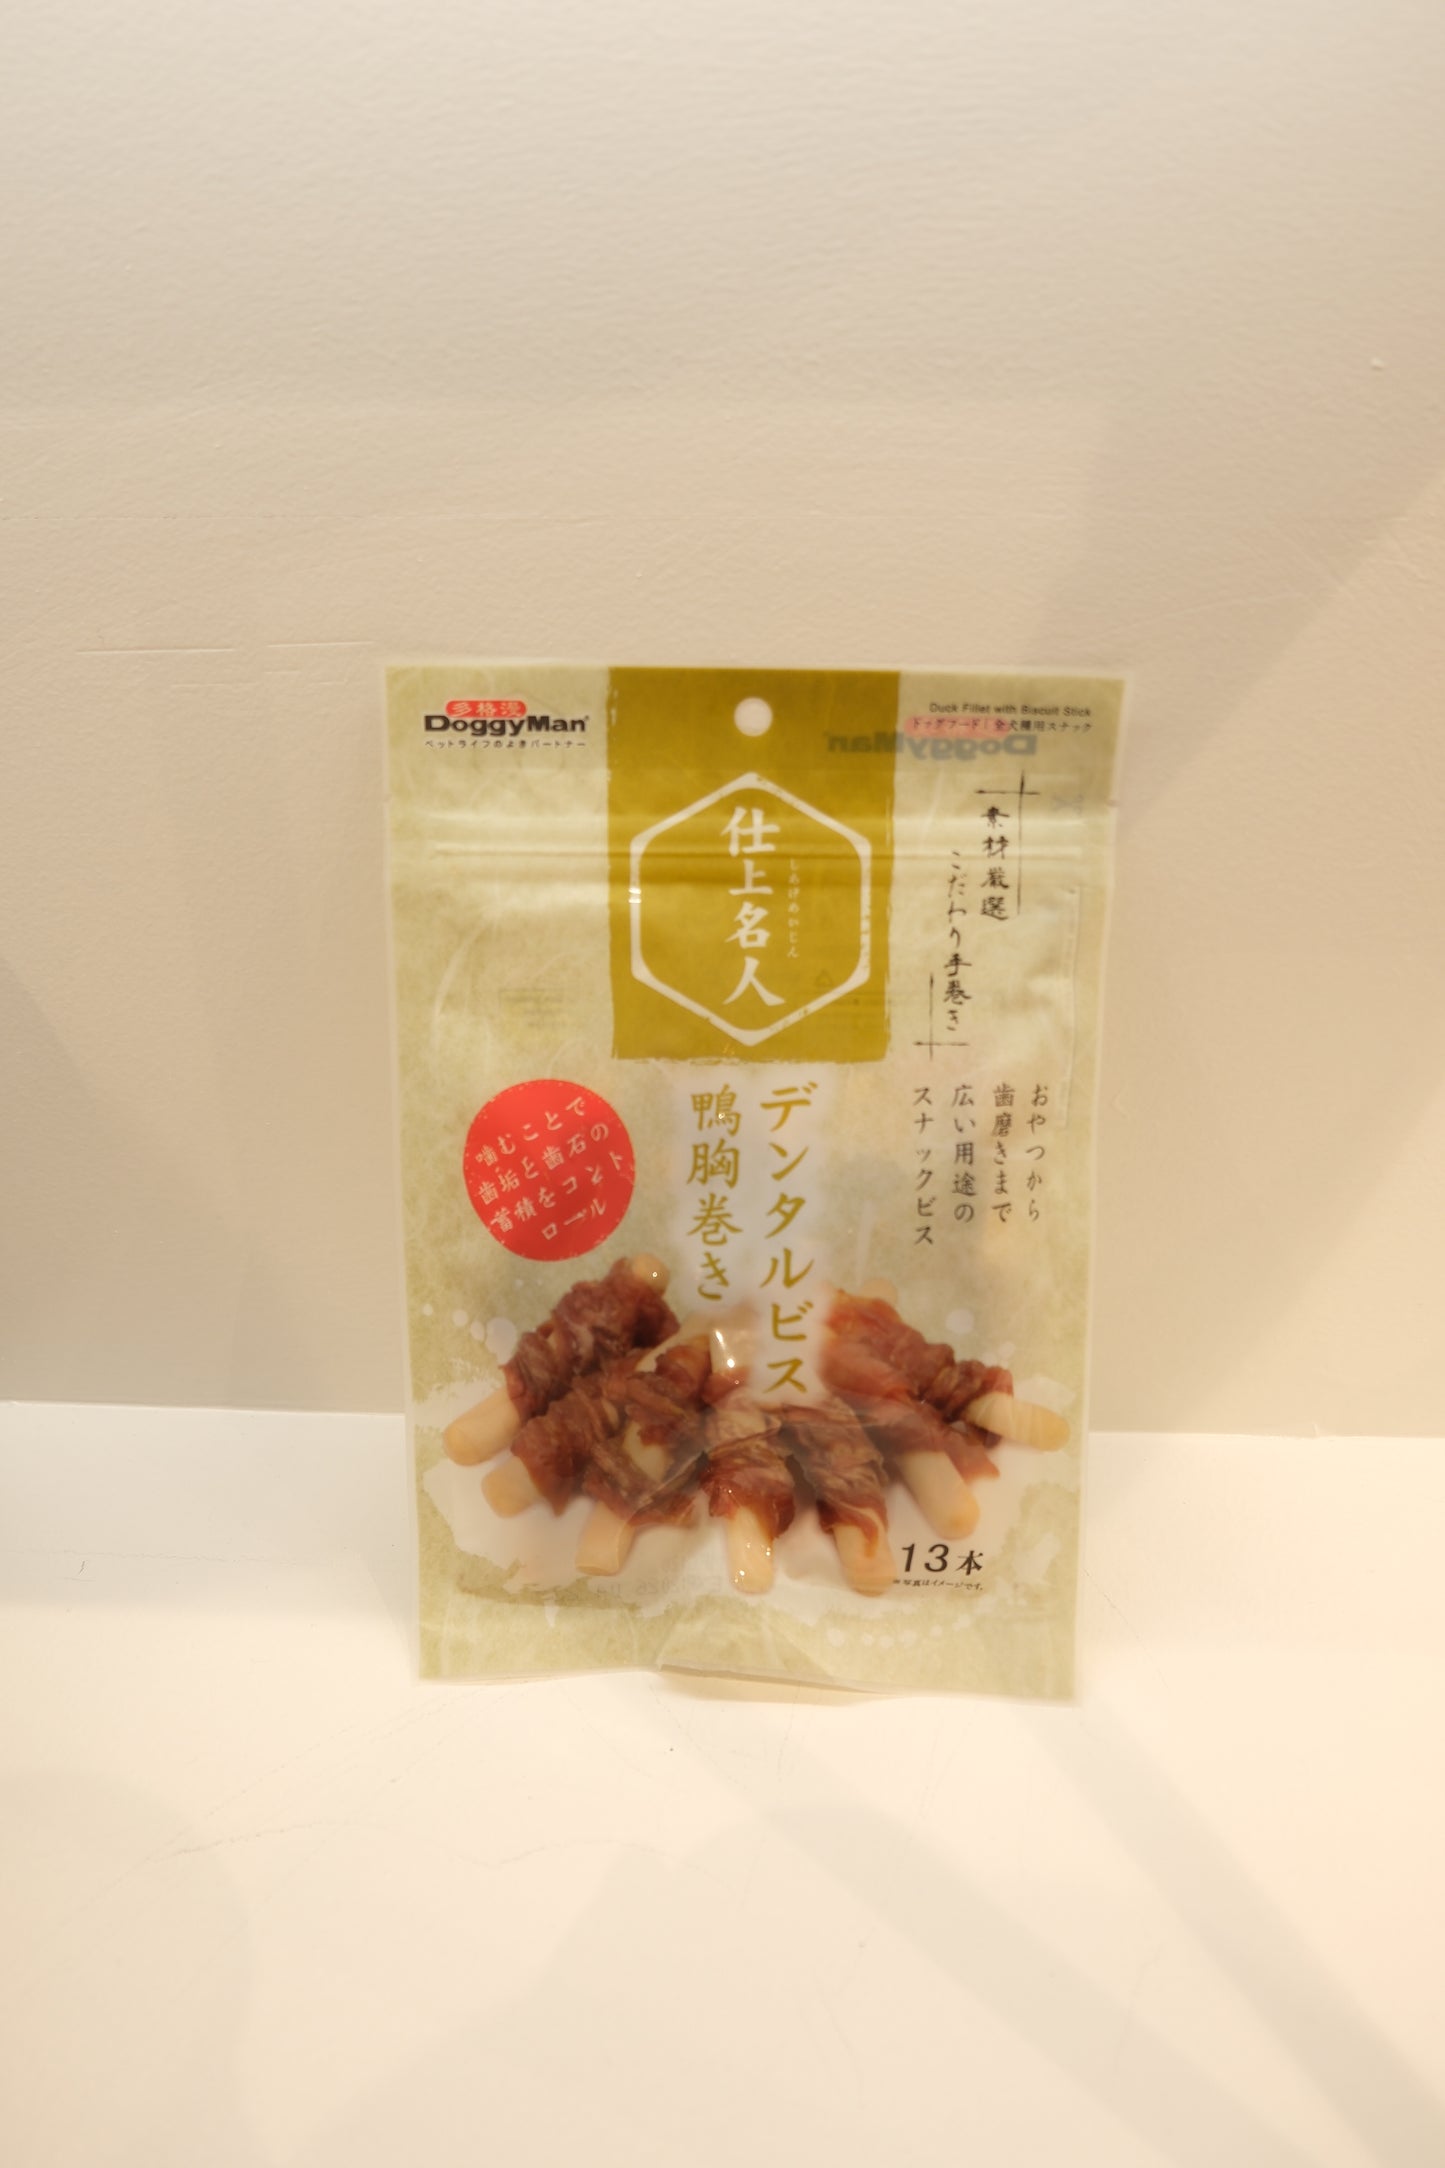 多格漫
DoggyMan®
ペットライフのよきパートナー
Duck Fillet with Biscuit Stick
ドッグフード｜全犬種用スナック
仕上名人
しあげめいじん
素材厳選
こだわり手巻き
おやつから
歯磨きまで
広い用途の
スナックビス
デンタルビス
鴨胸巻き
噛むことで
歯垢と歯石の
蓄積をコント
ロール
13本
※写真はイメージです。
DoggyMan